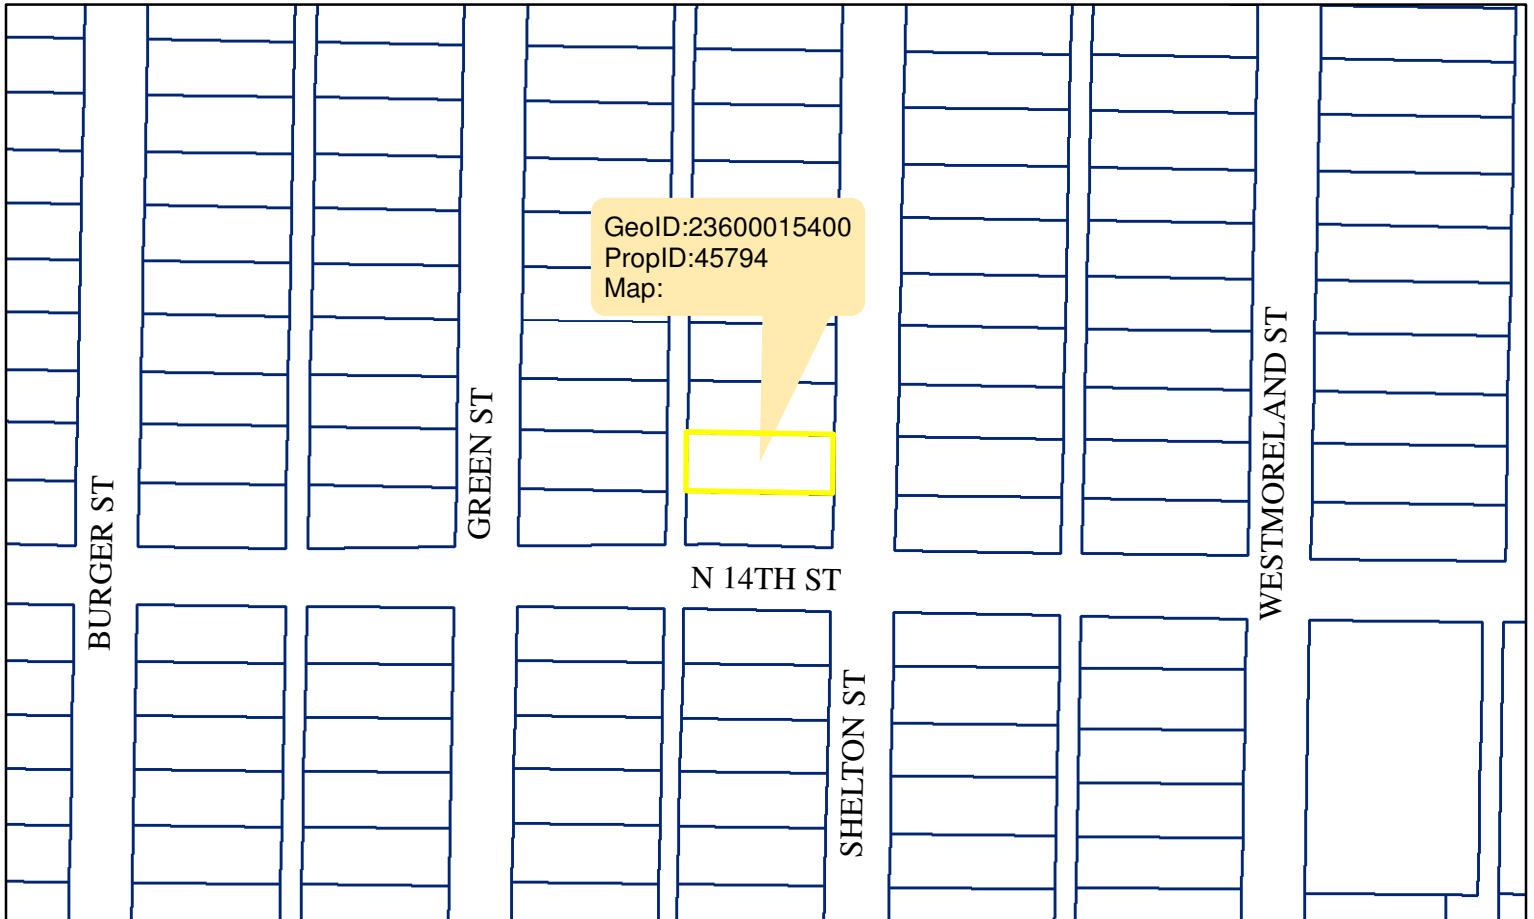 GeoID:23600015400
PropID:45794
Map:
WESTMORELAND ST
GREEN ST
BURGER ST
N 14TH ST
SHELTON ST